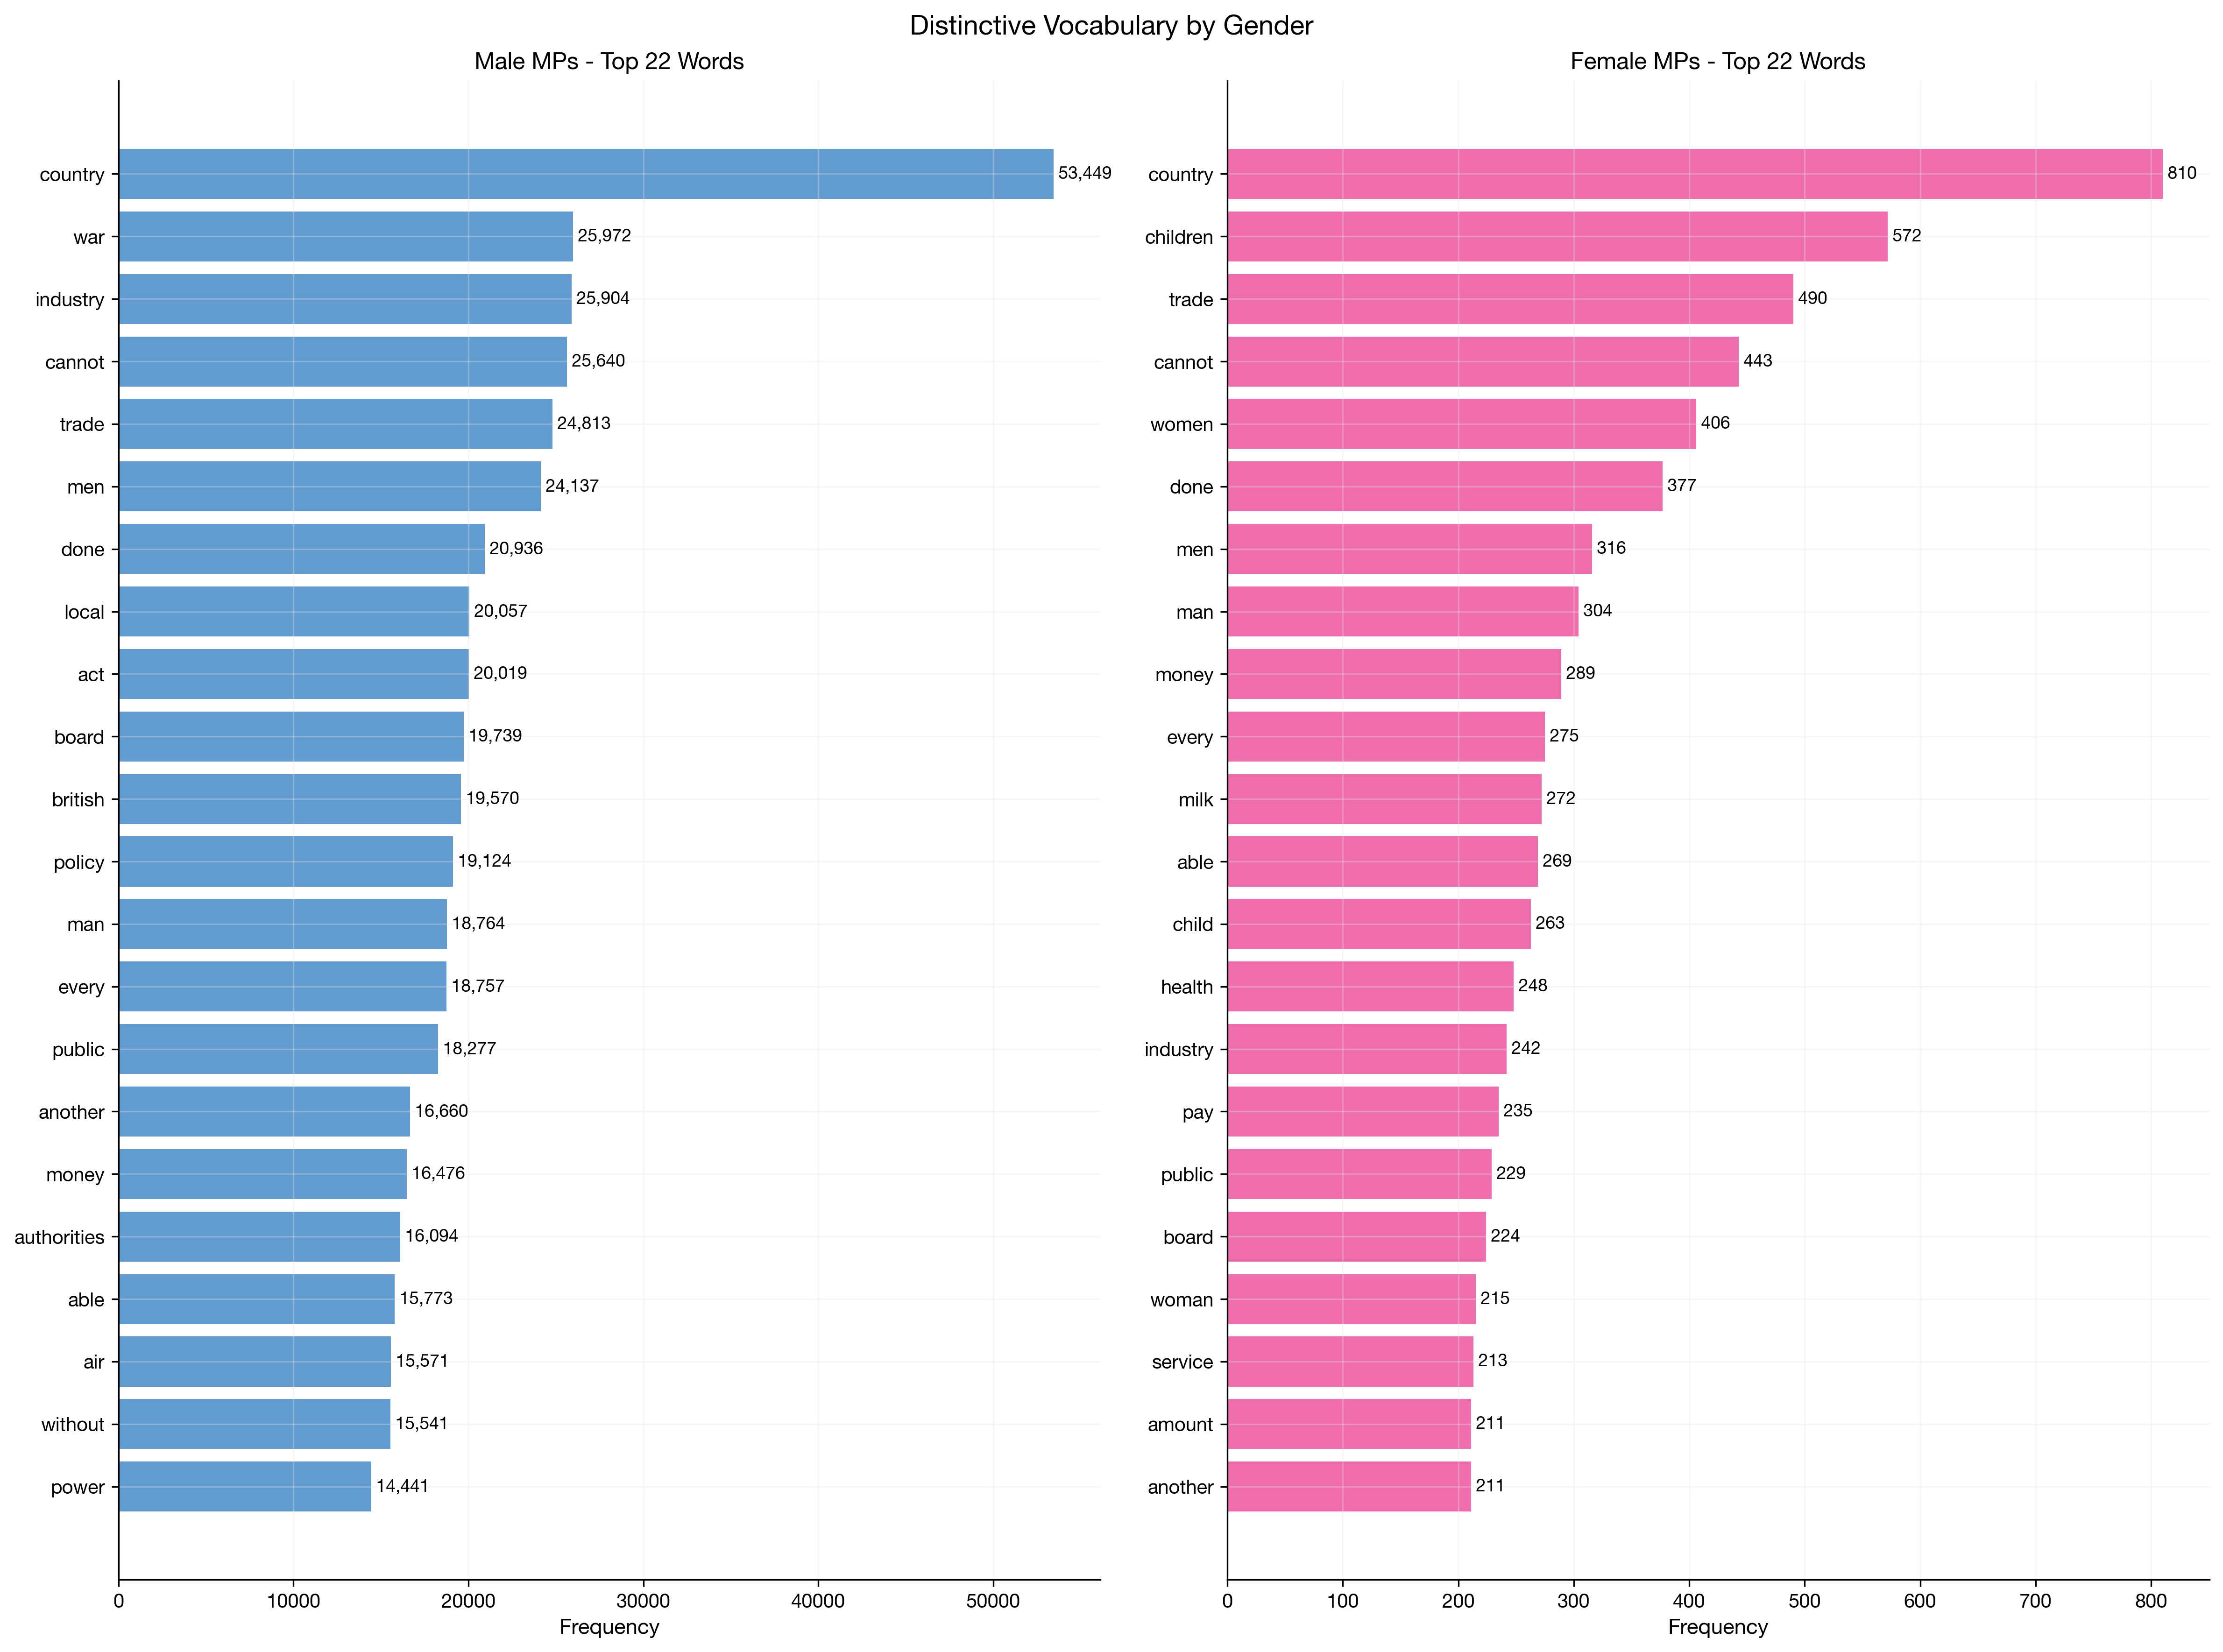 Distinctive Vocabulary by Gender
Male MPs - Top 22 Words
country 53,449
war 25,972
industry 25,904
cannot 25,640
trade 24,813
men 24,137
done 20,936
local 20,057
act 20,019
board 19,739
british 19,570
policy 19,124
man 18,764
every 18,757
public 18,277
another 16,660
money 16,476
authorities 16,094
able 15,773
air 15,571
without 15,541
power 14,441
0 10000 20000 30000 40000 50000
Frequency
Female MPs - Top 22 Words
country 810
children 572
trade 490
cannot 443
women 406
done 377
men 316
man 304
money 289
every 275
milk 272
able 269
child 263
health 248
industry 242
pay 235
public 229
board 224
woman 215
service 213
amount 211
another 211
0 100 200 300 400 500 600 700 800
Frequency